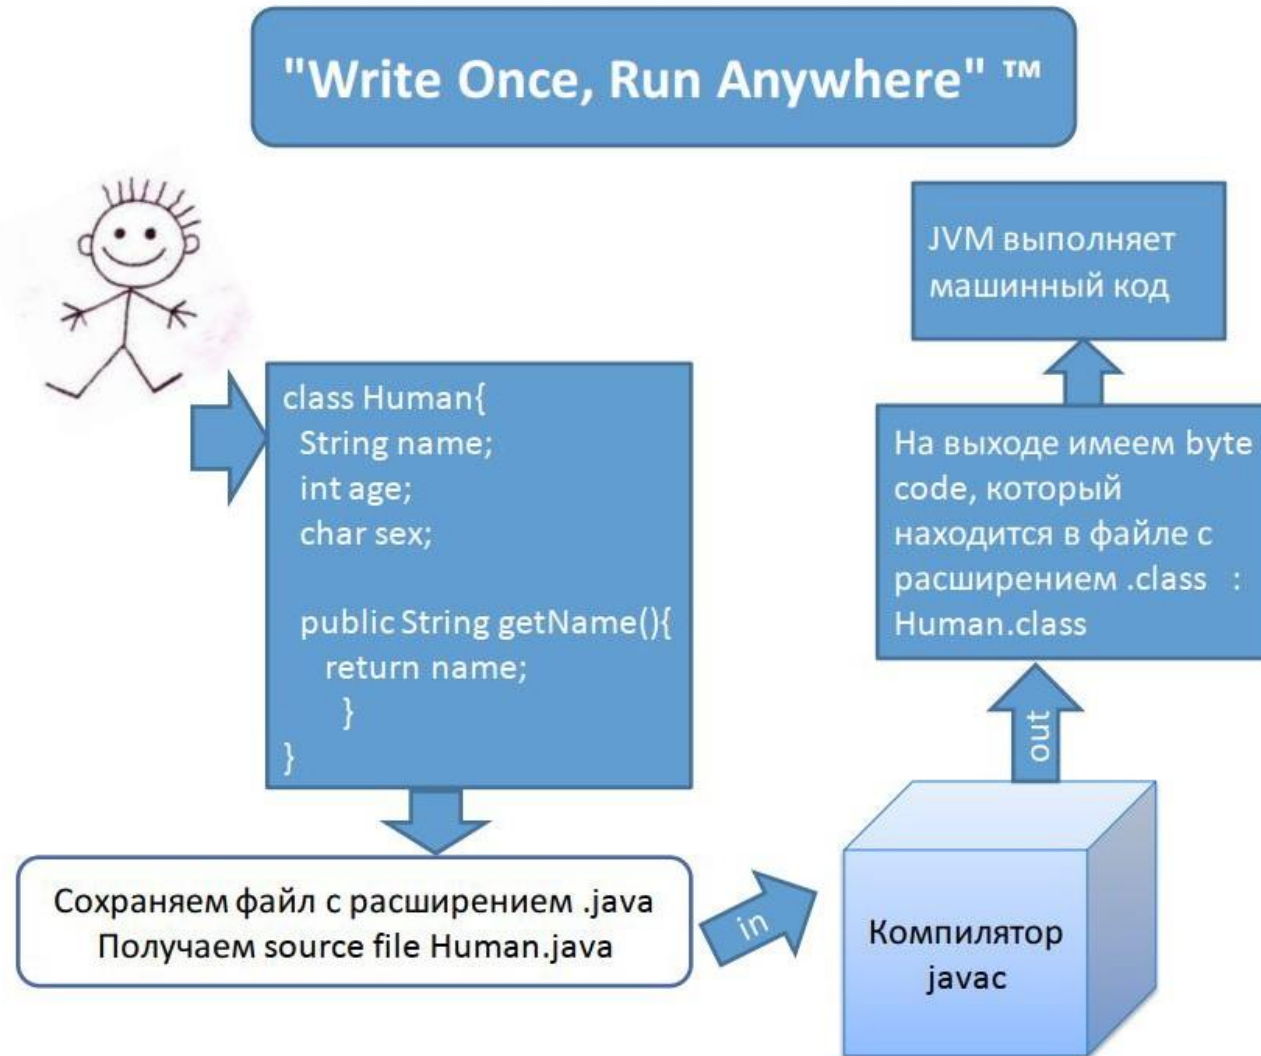 "Write Once, Run Anywhere" ™
class Human{
String name;
int age;
char sex;
public String getName(){
return name;
}
}
Сохраняем файл с расширением .java
Получаем source file Human.java
in
Компилятор
javac
out
На выходе имеем byte
code, который
находится в файле с
расширением .class :
Human.class
JVM выполняет
машинный код